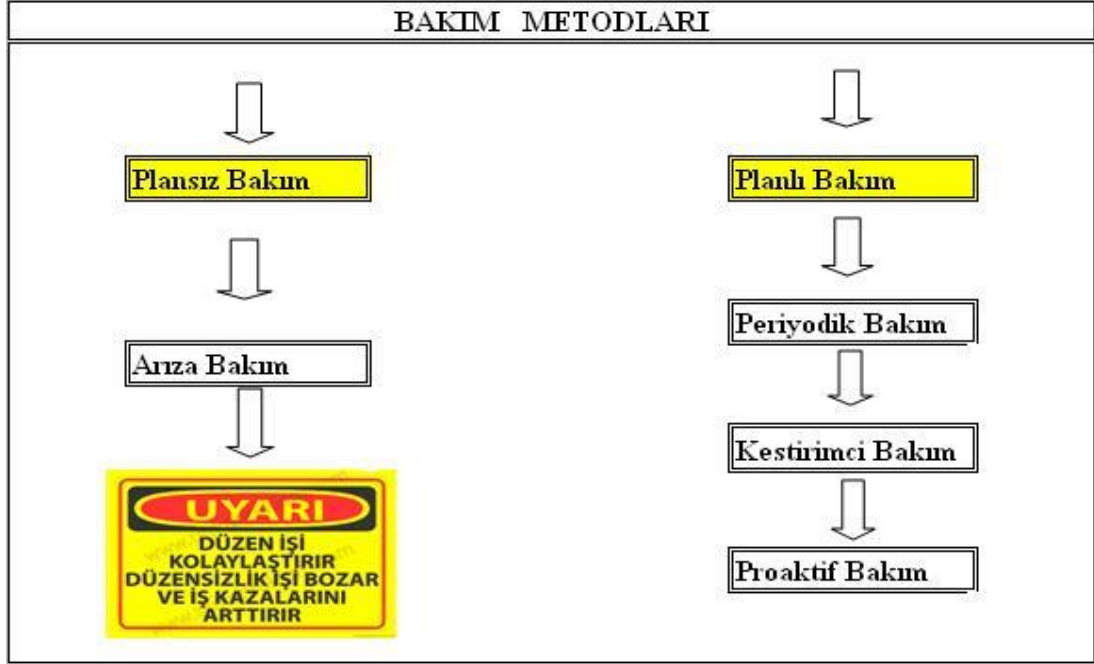 BAKIM METODLARI
Plansız Bakım
Arıza Bakım
UYARI
DÜZEN İŞİ
KOLAYLAŞTIRIR
DÜZENSİZLİK İŞİ BOZAR
VE İŞ KAZALARINI
ARTTIRIR
Planlı Bakım
Periyodik Bakım
Kestirimci Bakım
Proaktif Bakım